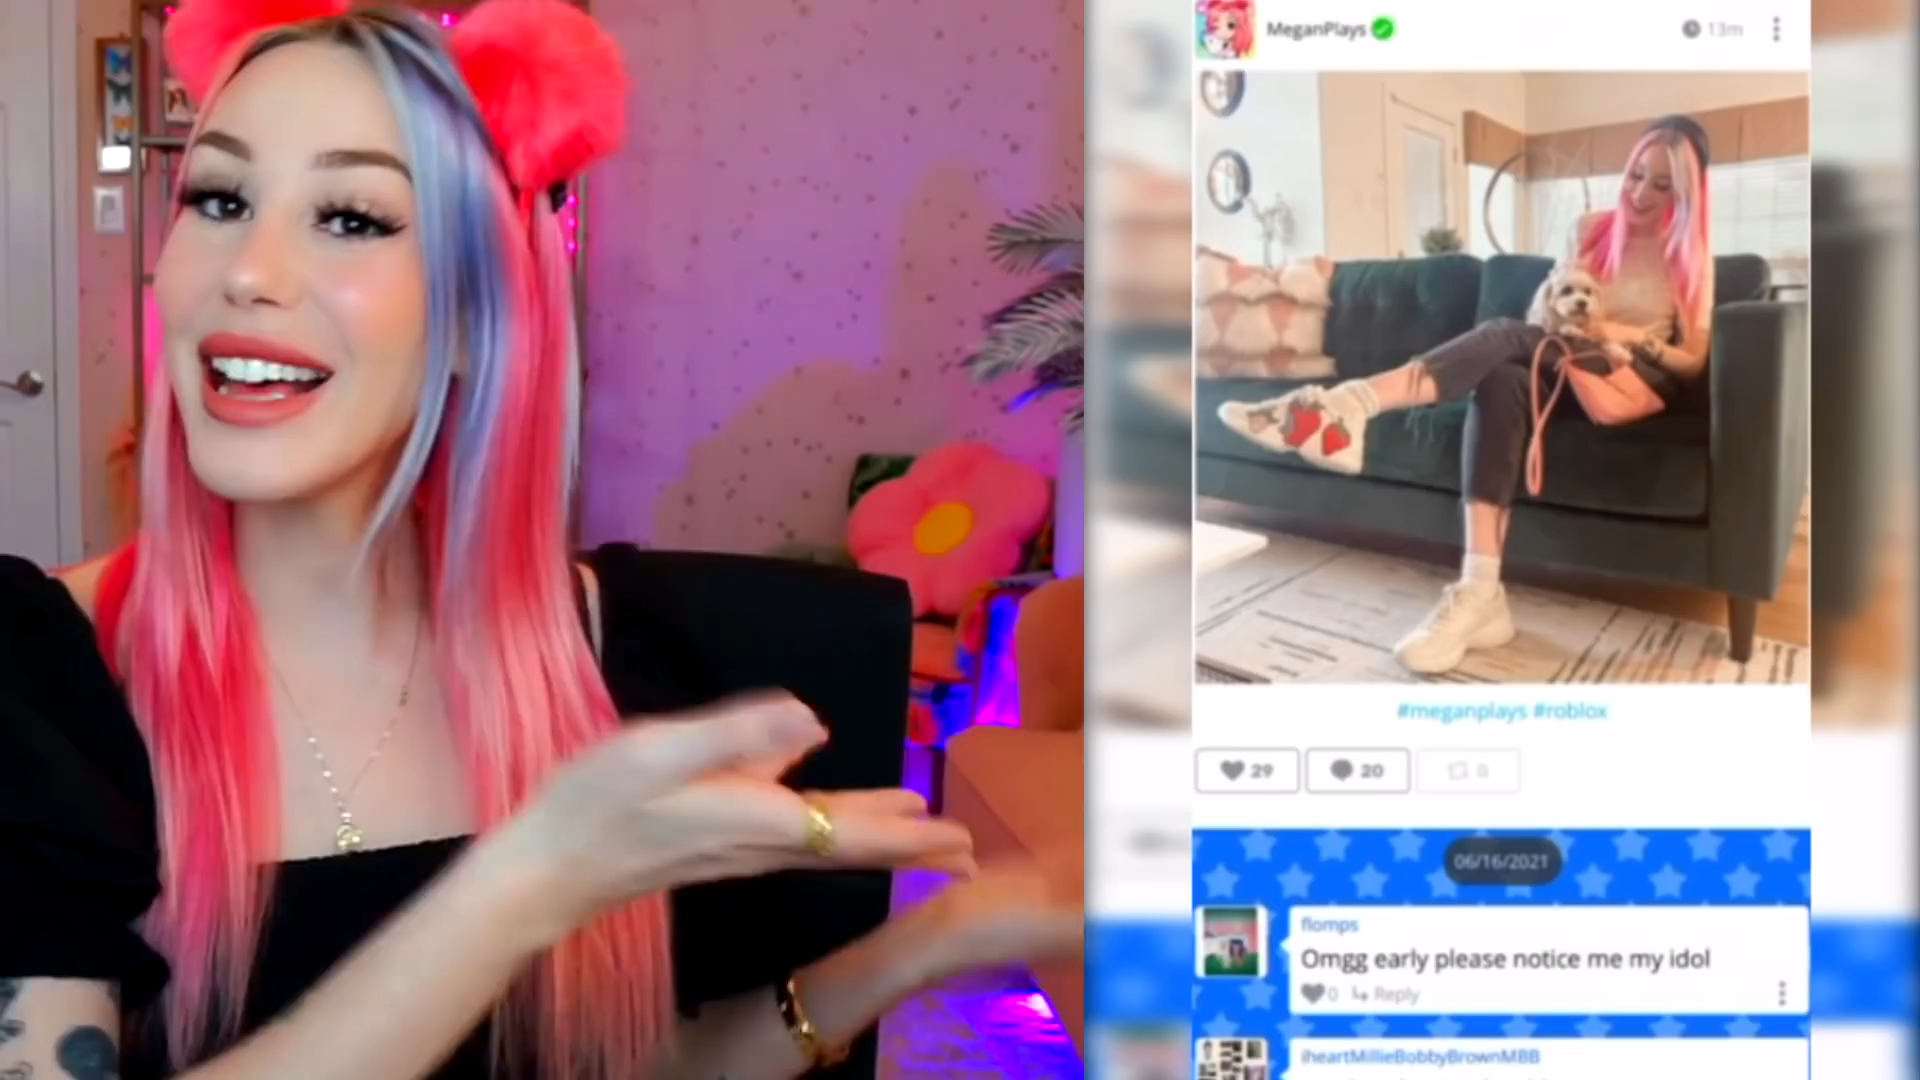 MeganPlays
13m
#meganplays #roblox
29
20
0
06/16/2021
flomps
Omgg early please notice me my idol
0 Reply
iheartMillieBobbyBrownMBB